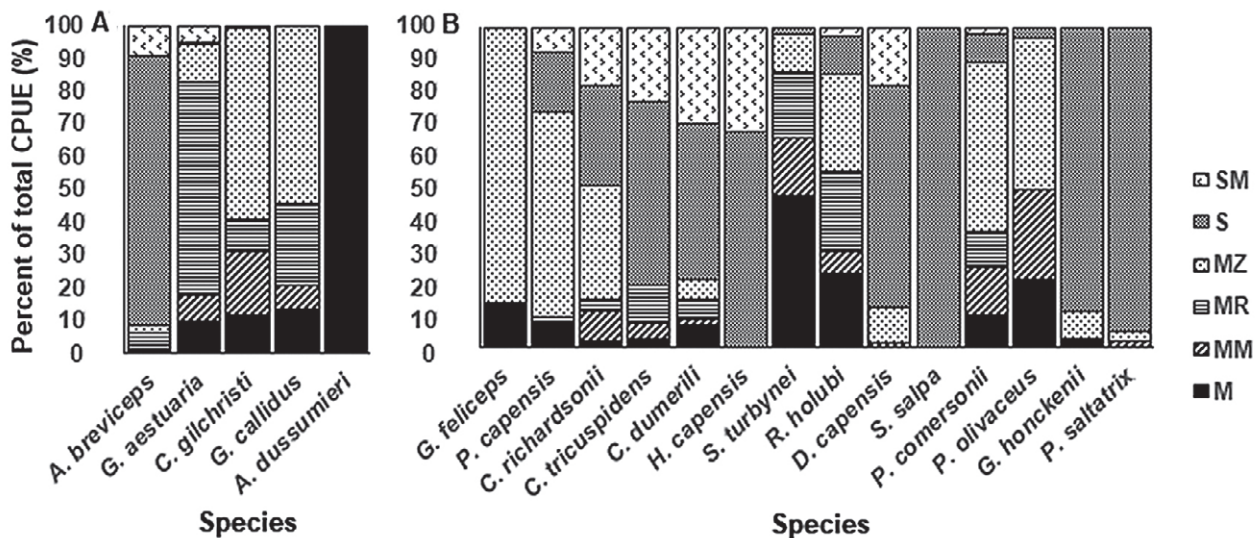 A
B
Percent of total CPUE (%)
100
90
80
70
60
50
40
30
20
10
0
100
90
80
70
60
50
40
30
20
10
0
A. breviceps
G. aestuaria
C. gilchristi
G. callidus
A. dussumieri
Species
G. feliceps
P. capensis
C. richardsonii
C. tricuspidens
C. dumerili
H. capensis
S. turbynei
R. holubi
D. capensis
S. salpa
P. comersonii
P. olivaceus
G. honckenii
P. saltatrix
Species
SM
S
MZ
MR
MM
M